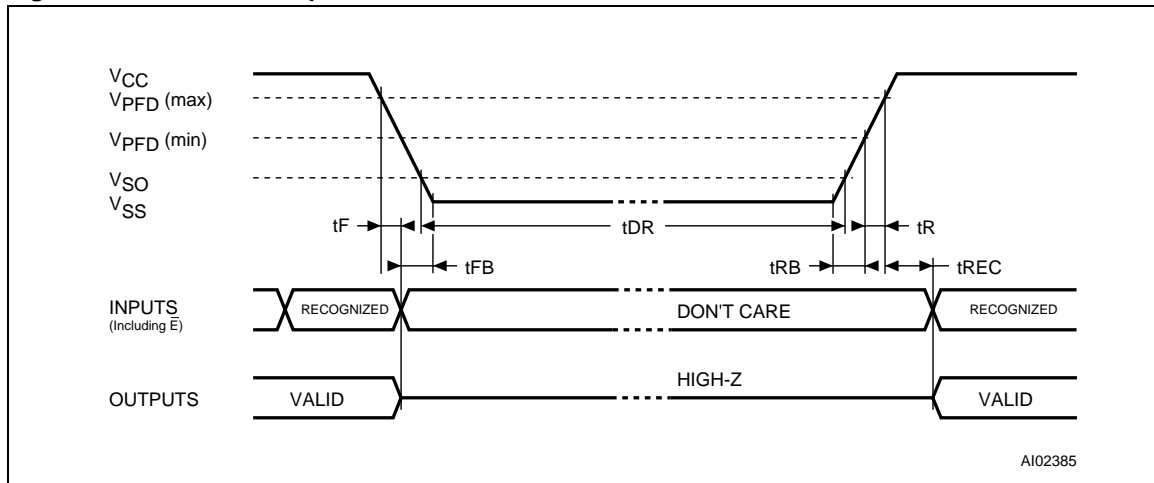 VCC
VPFD (max)
VPFD (min)
VSO
VSS
tF
tDR
tR
tFB
tRB
tREC
INPUTS
RECOGNIZED
DON'T CARE
RECOGNIZED
(Including E̅)
HIGH-Z
OUTPUTS
VALID
VALID
AI02385